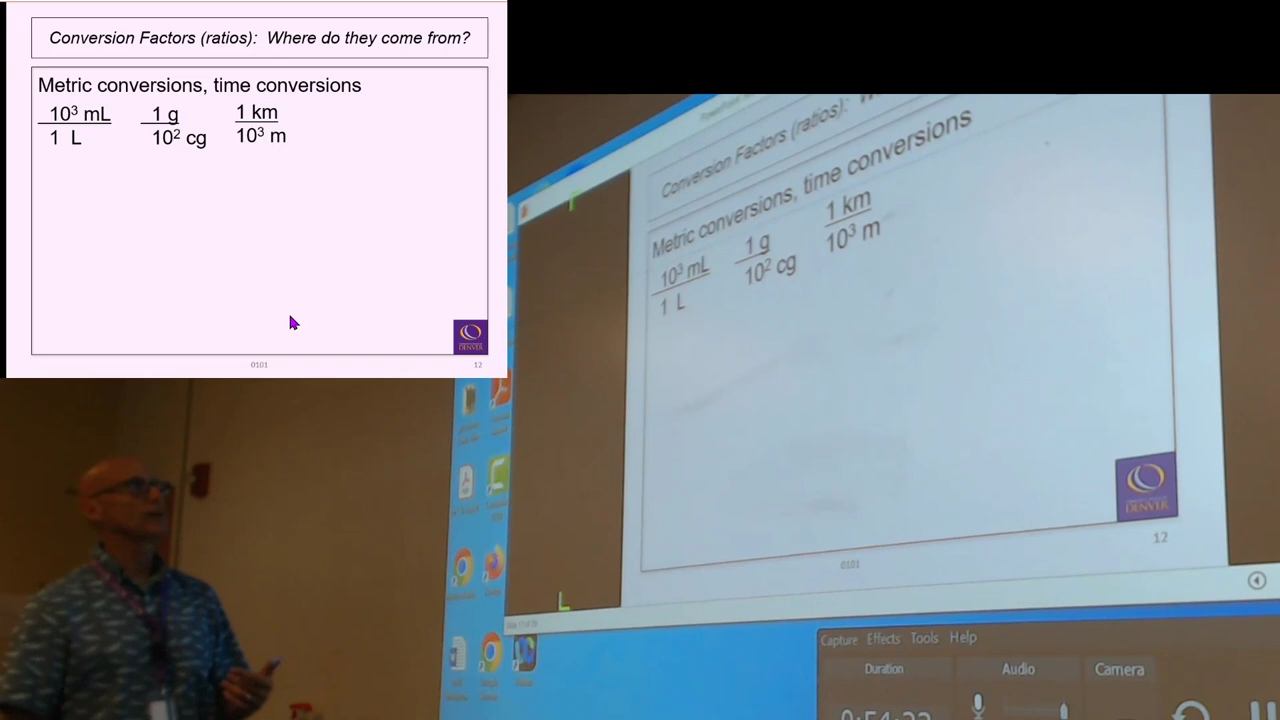 Conversion Factors (ratios): Where do they come from?
Metric conversions, time conversions
10³ mL 1 g 1 km
1 L 10² cg 10³ m
DENVER
0101 12
Conversion Factors (ratios):
Metric conversions, time conversions
10³ mL 1 g 1 km
1 L 10² cg 10³ m
DENVER
0101 12
Capture Effects Tools Help
Duration Audio Camera